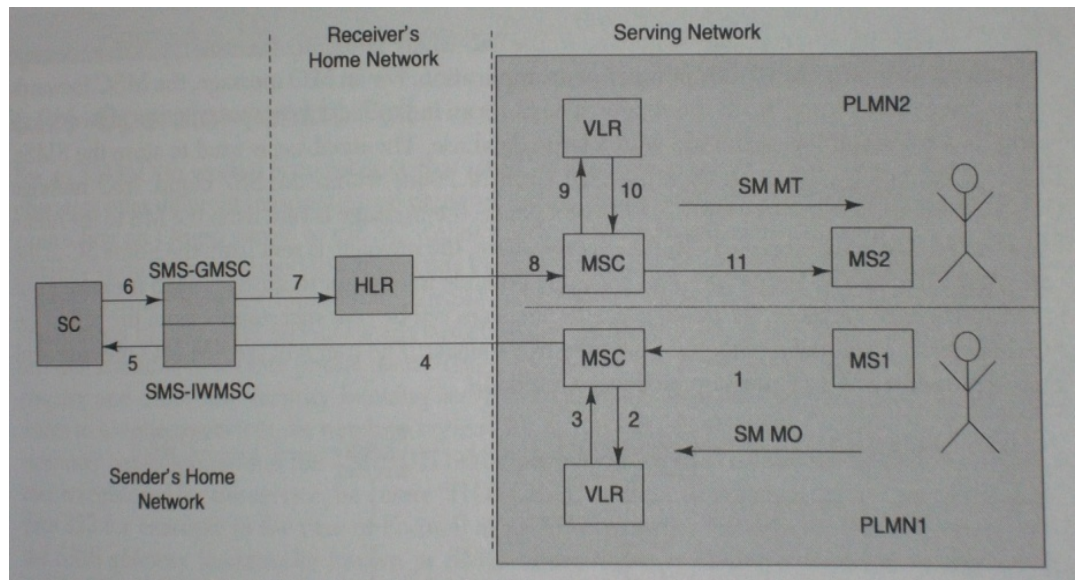 Receiver's
Home Network
Serving Network
PLMN2
VLR
9
10
SM MT
SMS-GMSC
6
7
HLR
8
MSC
11
MS2
SC
5
4
MSC
1
MS1
SMS-IWMSC
3
2
SM MO
Sender's Home
Network
VLR
PLMN1